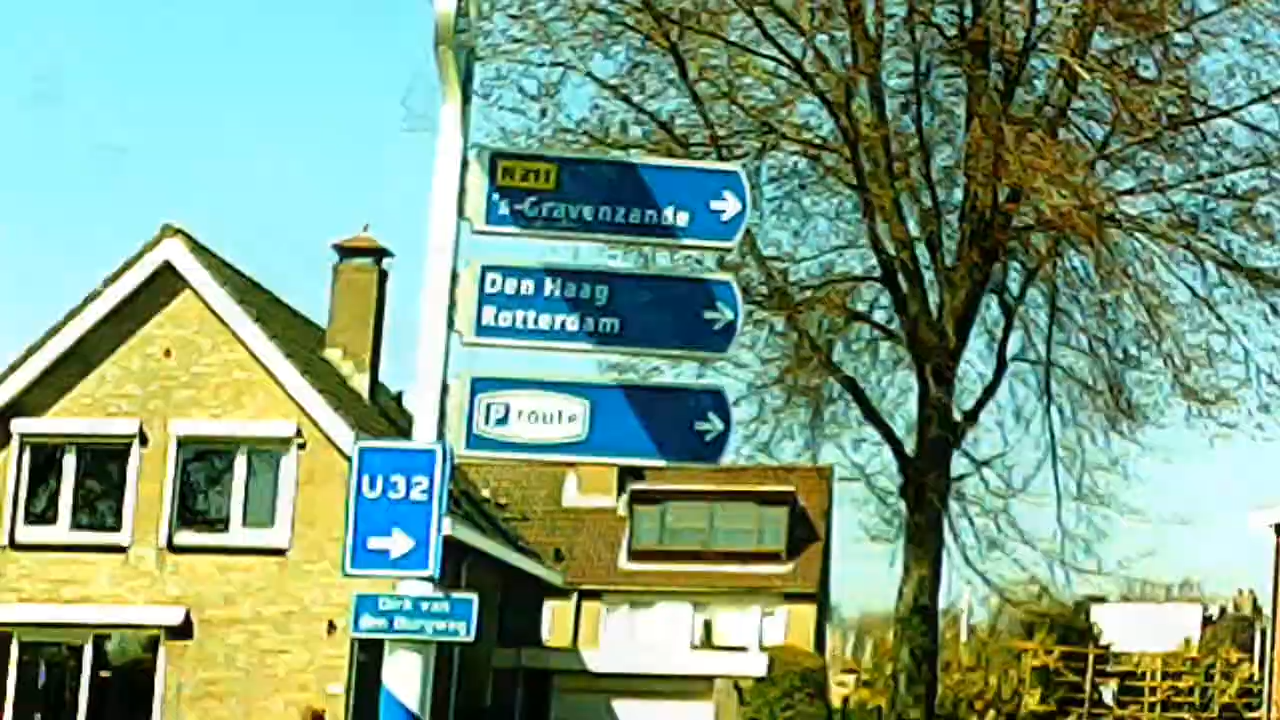 N211
's-Gravenzande
Den Haag
Rotterdam
P route
U32
Dirk van
den Burgweg